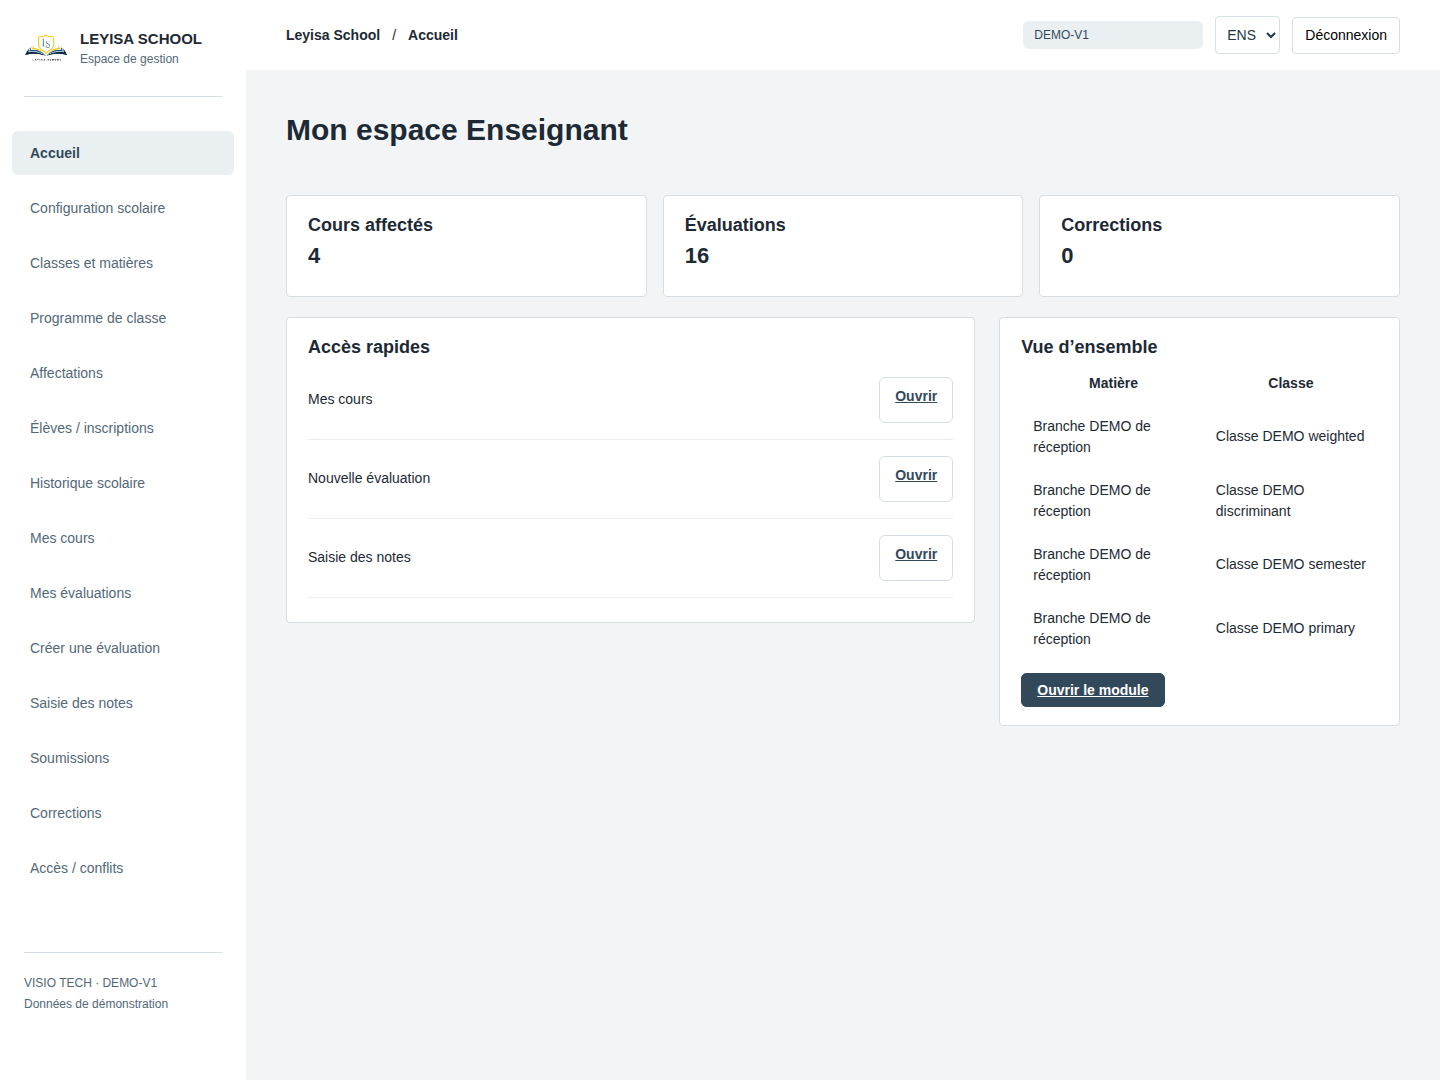 LEYISA SCHOOL
Espace de gestion
Leyisa School / Accueil
DEMO-V1
ENS
Déconnexion
Accueil
Configuration scolaire
Classes et matières
Programme de classe
Affectations
Élèves / inscriptions
Historique scolaire
Mes cours
Mes évaluations
Créer une évaluation
Saisie des notes
Soumissions
Corrections
Accès / conflits
VISIO TECH · DEMO-V1
Données de démonstration
Mon espace Enseignant
Cours affectés
4
Évaluations
16
Corrections
0
Accès rapides
Mes cours
Ouvrir
Nouvelle évaluation
Ouvrir
Saisie des notes
Ouvrir
Vue d’ensemble
Matière Classe
Branche DEMO de
réception
Classe DEMO weighted
Branche DEMO de
réception
Classe DEMO
discriminant
Branche DEMO de
réception
Classe DEMO semester
Branche DEMO de
réception
Classe DEMO primary
Ouvrir le module